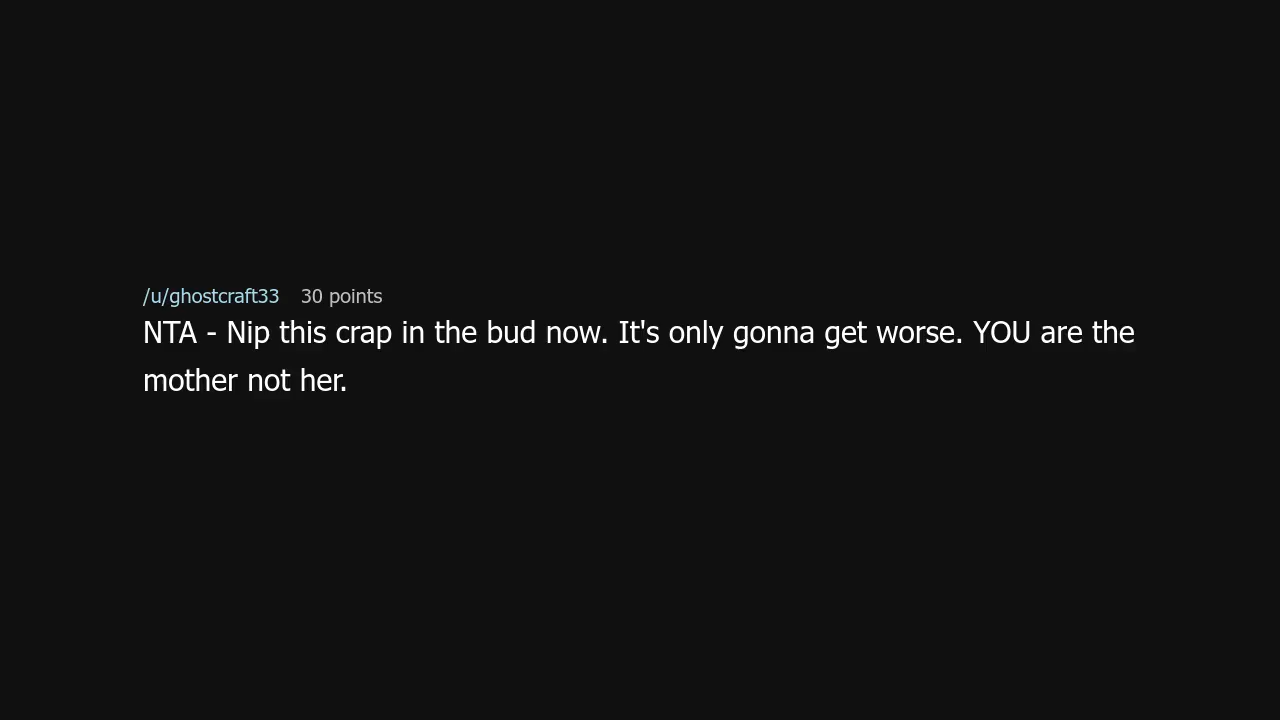 /u/ghostcraft33 30 points
NTA - Nip this crap in the bud now. It's only gonna get worse. YOU are the
mother not her.